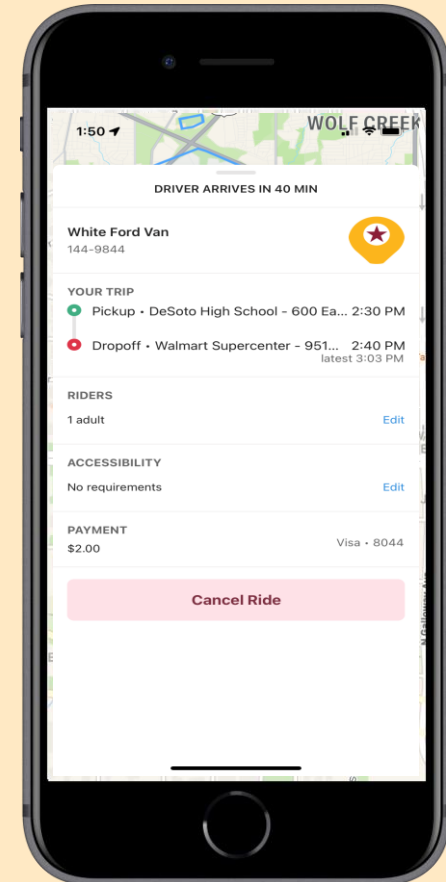 WOLF CREEK
1:50
DRIVER ARRIVES IN 40 MIN
White Ford Van
144-9844
YOUR TRIP
Pickup • DeSoto High School - 600 Ea... 2:30 PM
Dropoff • Walmart Supercenter - 951... 2:40 PM
latest 3:03 PM
RIDERS
1 adult Edit
ACCESSIBILITY
No requirements Edit
PAYMENT
$2.00 Visa • 8044
Cancel Ride
N Galloway Ave